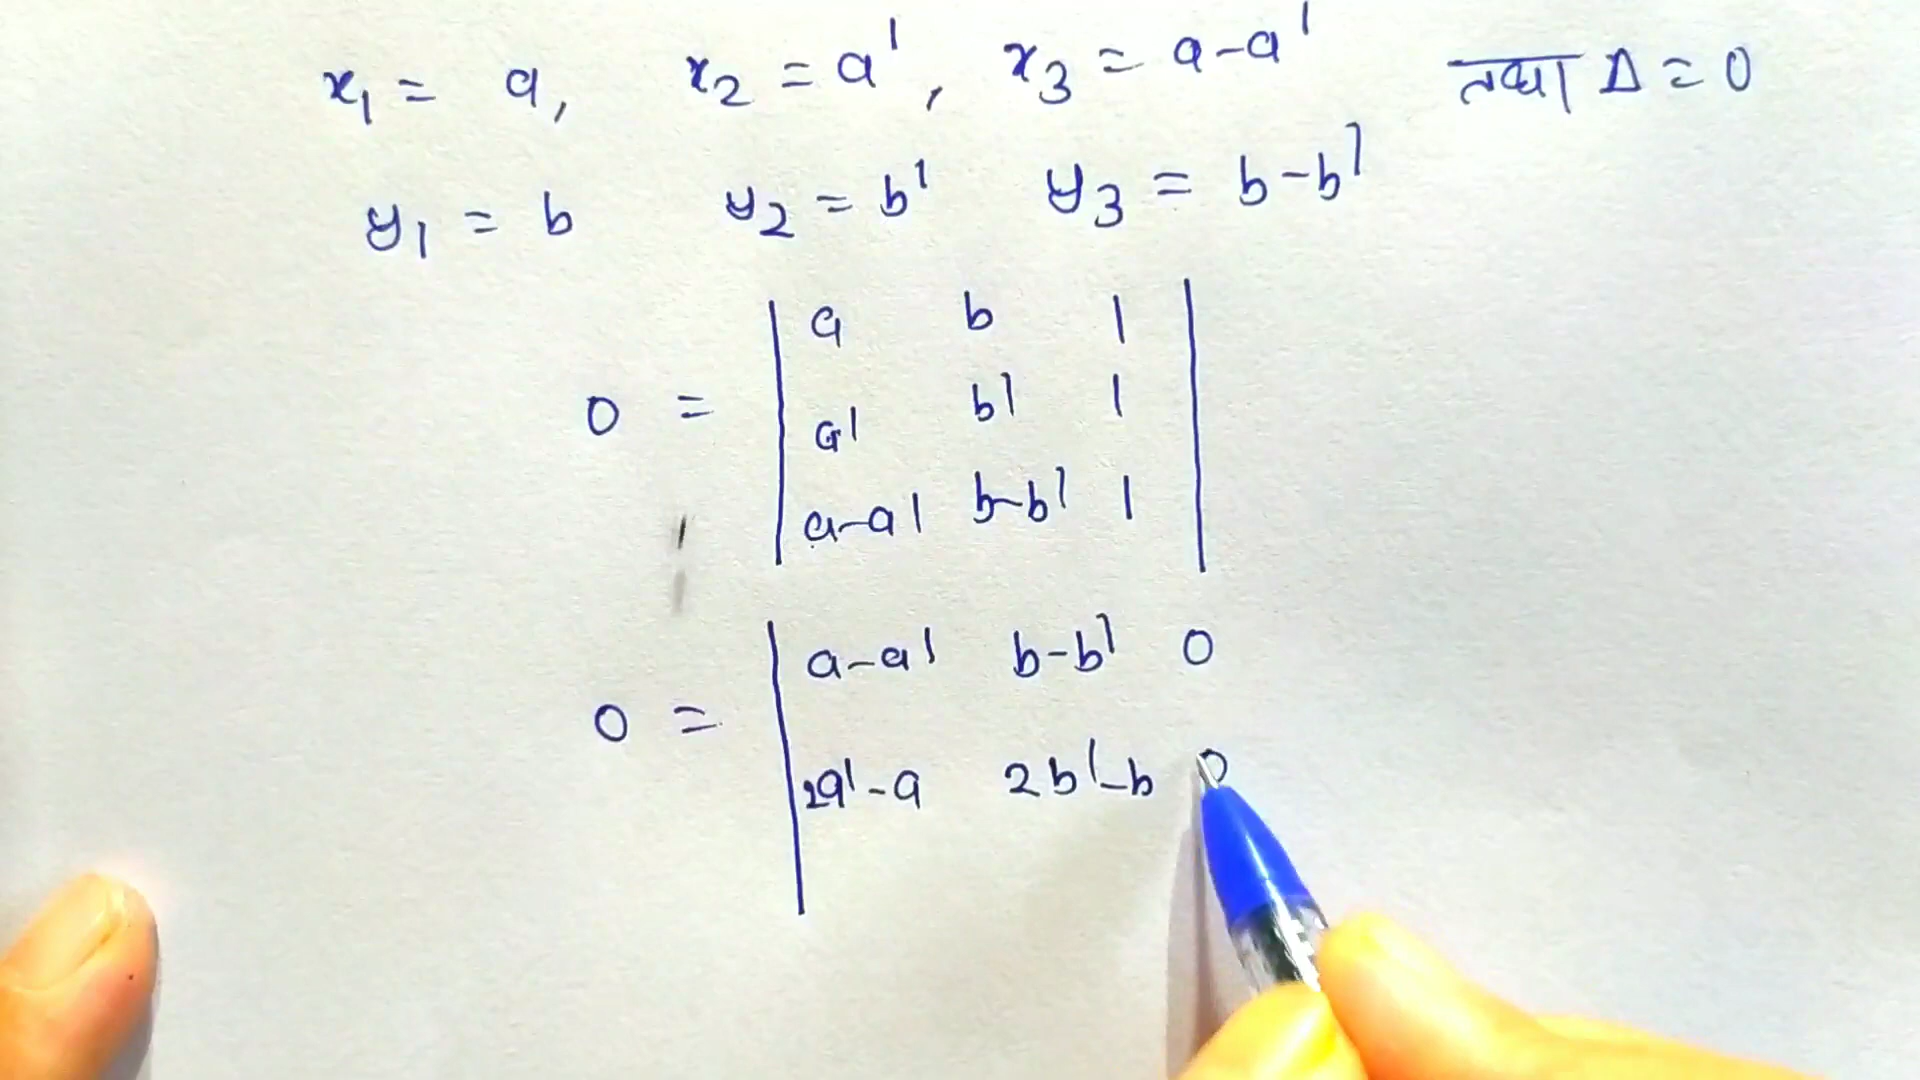 x₁ = a, x₂ = a', x₃ = a-a' तथा Δ = 0
y₁ = b y₂ = b' y₃ = b-b'
| a b 1 |
0 = | a' b' 1 |
| a-a' b-b' 1 |
| a-a' b-b' 0
0 = |
| 2a'-a 2b'-b 0